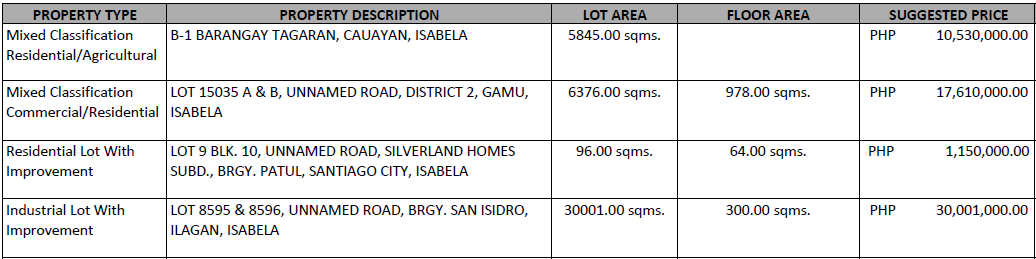 PROPERTY TYPE PROPERTY DESCRIPTION LOT AREA FLOOR AREA SUGGESTED PRICE
Mixed Classification B-1 BARANGAY TAGARAN, CAUAYAN, ISABELA 5845.00 sqms. PHP 10,530,000.00
Residential/Agricultural
Mixed Classification LOT 15035 A & B, UNNAMED ROAD, DISTRICT 2, GAMU, 6376.00 sqms. 978.00 sqms. PHP 17,610,000.00
Commercial/Residential ISABELA
Residential Lot With LOT 9 BLK. 10, UNNAMED ROAD, SILVERLAND HOMES 96.00 sqms. 64.00 sqms. PHP 1,150,000.00
Improvement SUBD., BRGY. PATUL, SANTIAGO CITY, ISABELA
Industrial Lot With LOT 8595 & 8596, UNNAMED ROAD, BRGY. SAN ISIDRO, 30001.00 sqms. 300.00 sqms. PHP 30,001,000.00
Improvement ILAGAN, ISABELA